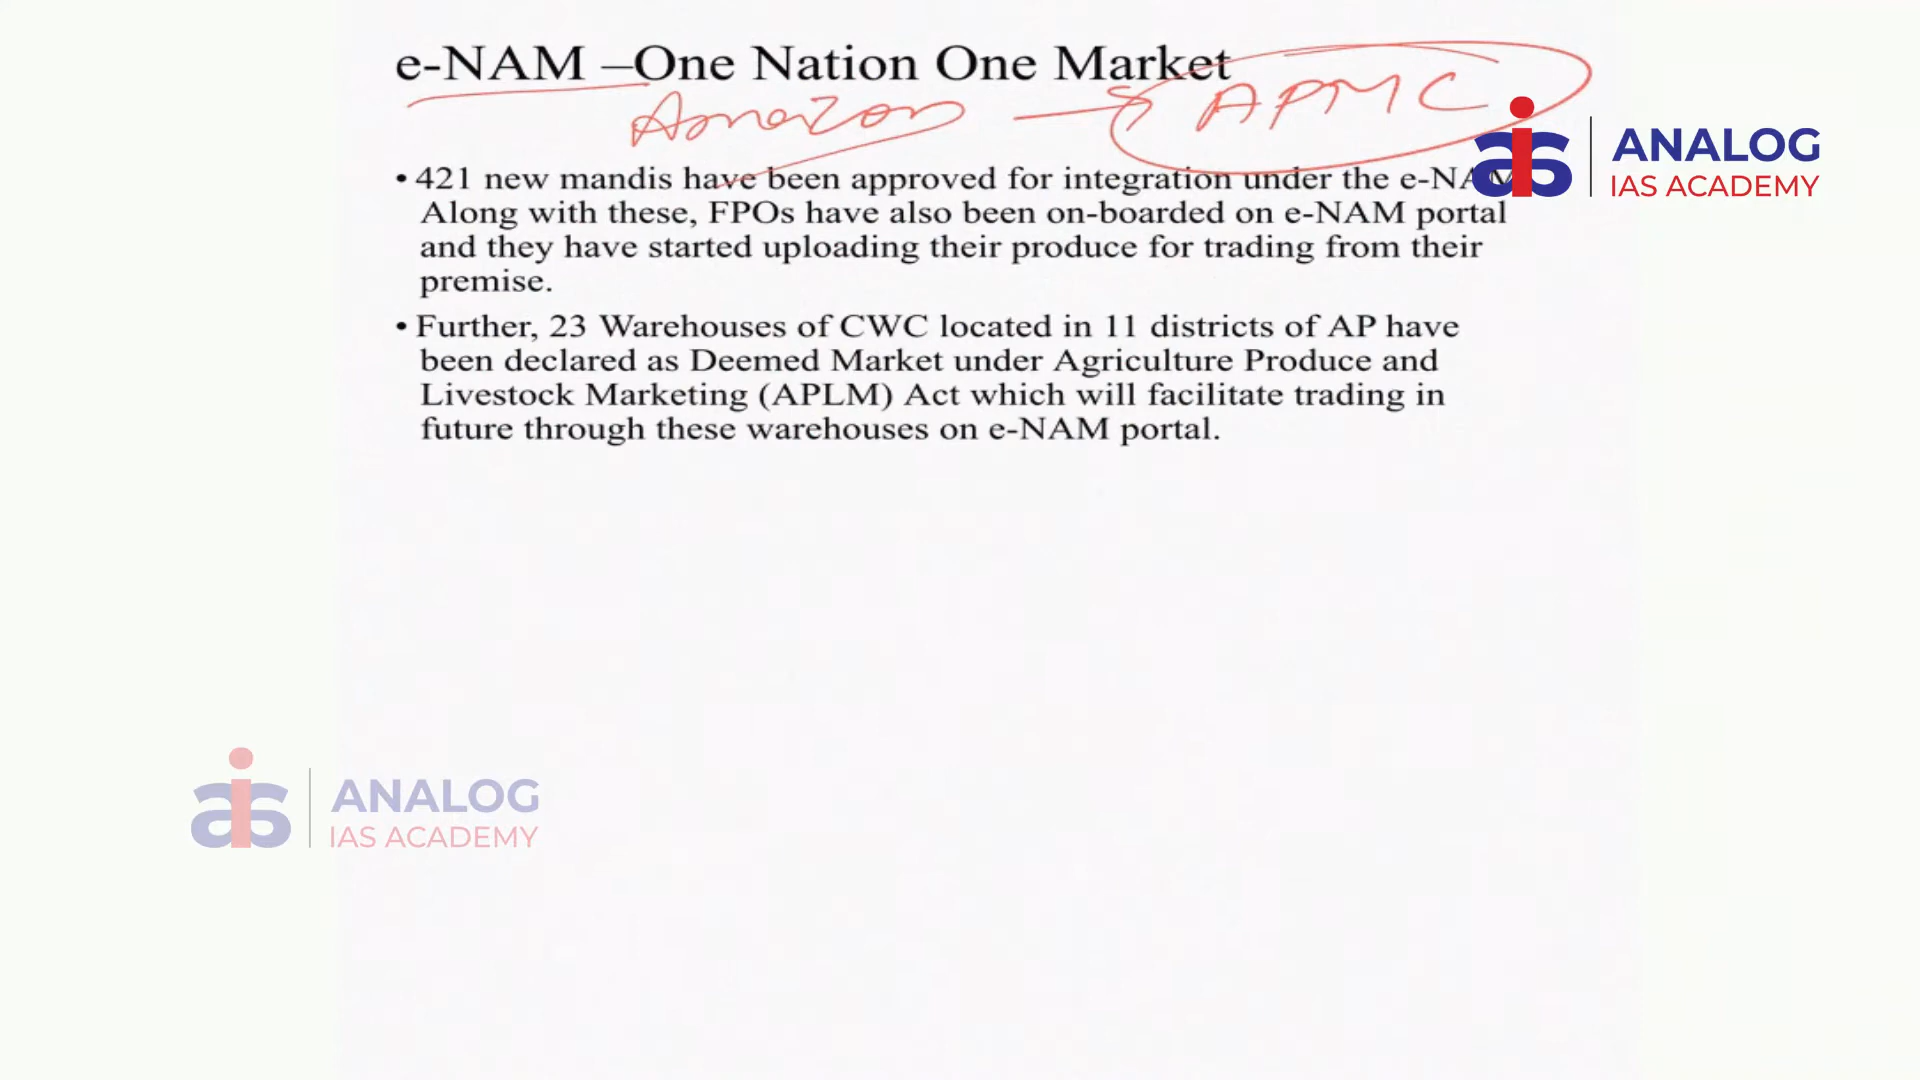 e-NAM –One Nation One Market
Amazon → APMC
ANALOG
IAS ACADEMY
• 421 new mandis have been approved for integration under the e-NAM
Along with these, FPOs have also been on-boarded on e-NAM portal
and they have started uploading their produce for trading from their
premise.
• Further, 23 Warehouses of CWC located in 11 districts of AP have
been declared as Deemed Market under Agriculture Produce and
Livestock Marketing (APLM) Act which will facilitate trading in
future through these warehouses on e-NAM portal.
ANALOG
IAS ACADEMY